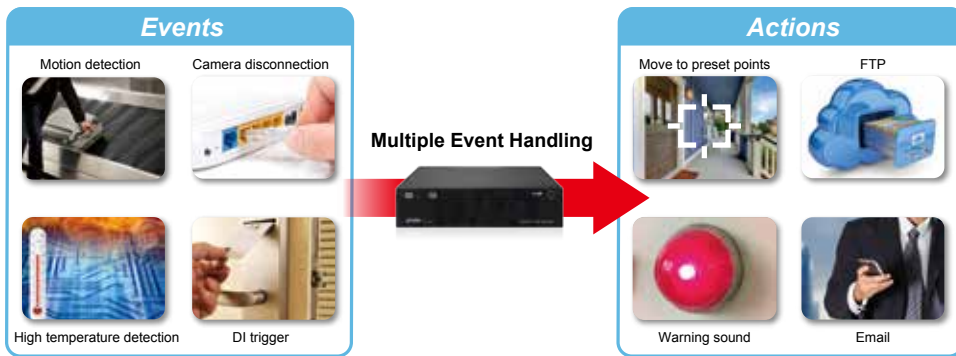 Events
Motion detection
Camera disconnection
High temperature detection
DI trigger
Multiple Event Handling
Actions
Move to preset points
FTP
Warning sound
Email